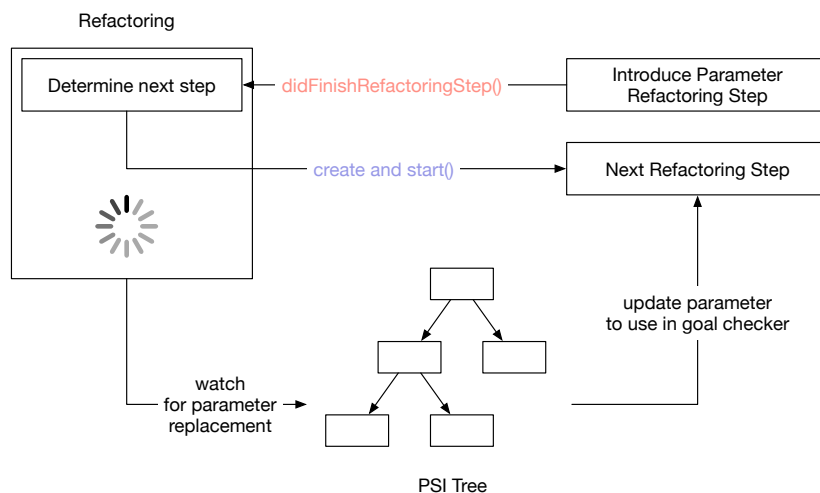 Refactoring
Determine next step
didFinishRefactoringStep()
Introduce Parameter
Refactoring Step
create and start()
Next Refactoring Step
update parameter
to use in goal checker
watch
for parameter
replacement
PSI Tree